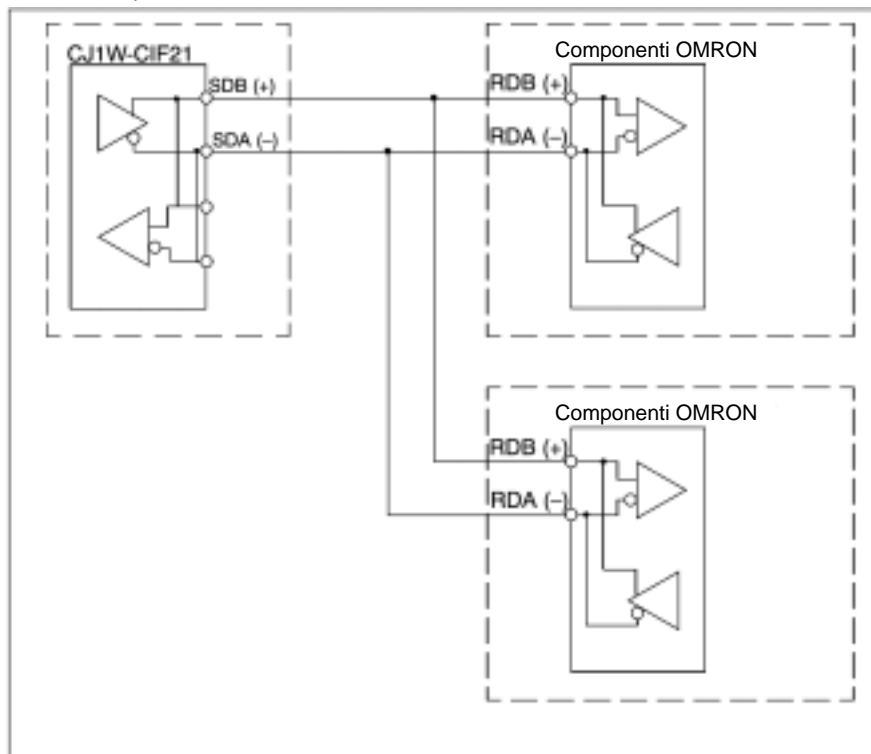 CJ1W-CIF21
SDB (+)
SDA (–)
Componenti OMRON
RDB (+)
RDA (–)
Componenti OMRON
RDB (+)
RDA (–)